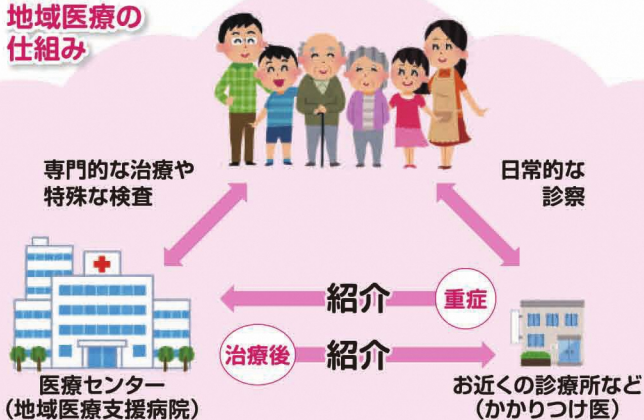 地域医療の
仕組み
専門的な治療や
特殊な検査
日常的な
診察
紹介
重症
治療後
紹介
医療センター
（地域医療支援病院）
お近くの診療所など
（かかりつけ医）